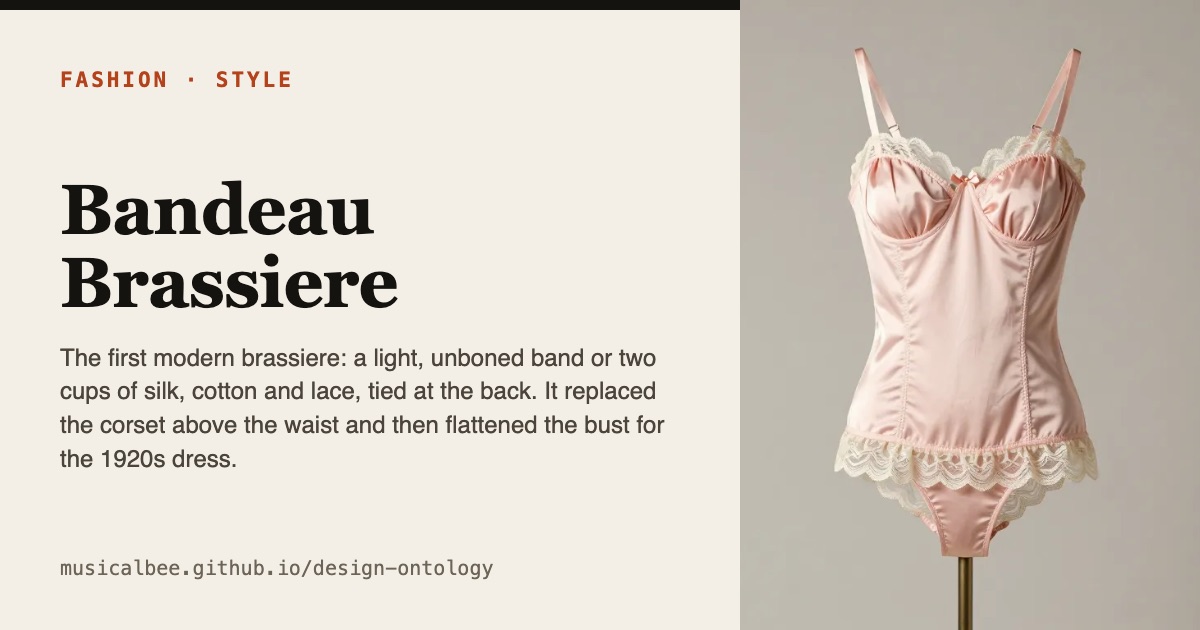 FASHION · STYLE
Bandeau
Brassiere
The first modern brassiere: a light, unboned band or two
cups of silk, cotton and lace, tied at the back. It replaced
the corset above the waist and then flattened the bust for
the 1920s dress.
musicalbee.github.io/design-ontology